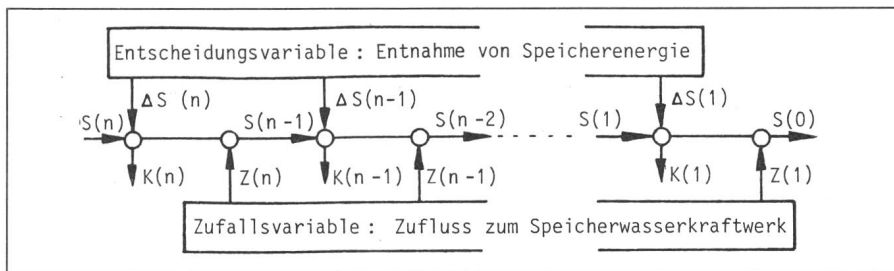 Entscheidungsvariable : Entnahme von Speicherenergie
ΔS (n) ΔS(n-1) ΔS(1)
S(n) S(n-1) S(n-2) S(1) S(0)
K(n) Z(n) K(n-1) Z(n-1) K(1) Z(1)
Zufallsvariable : Zufluss zum Speicherwasserkraftwerk